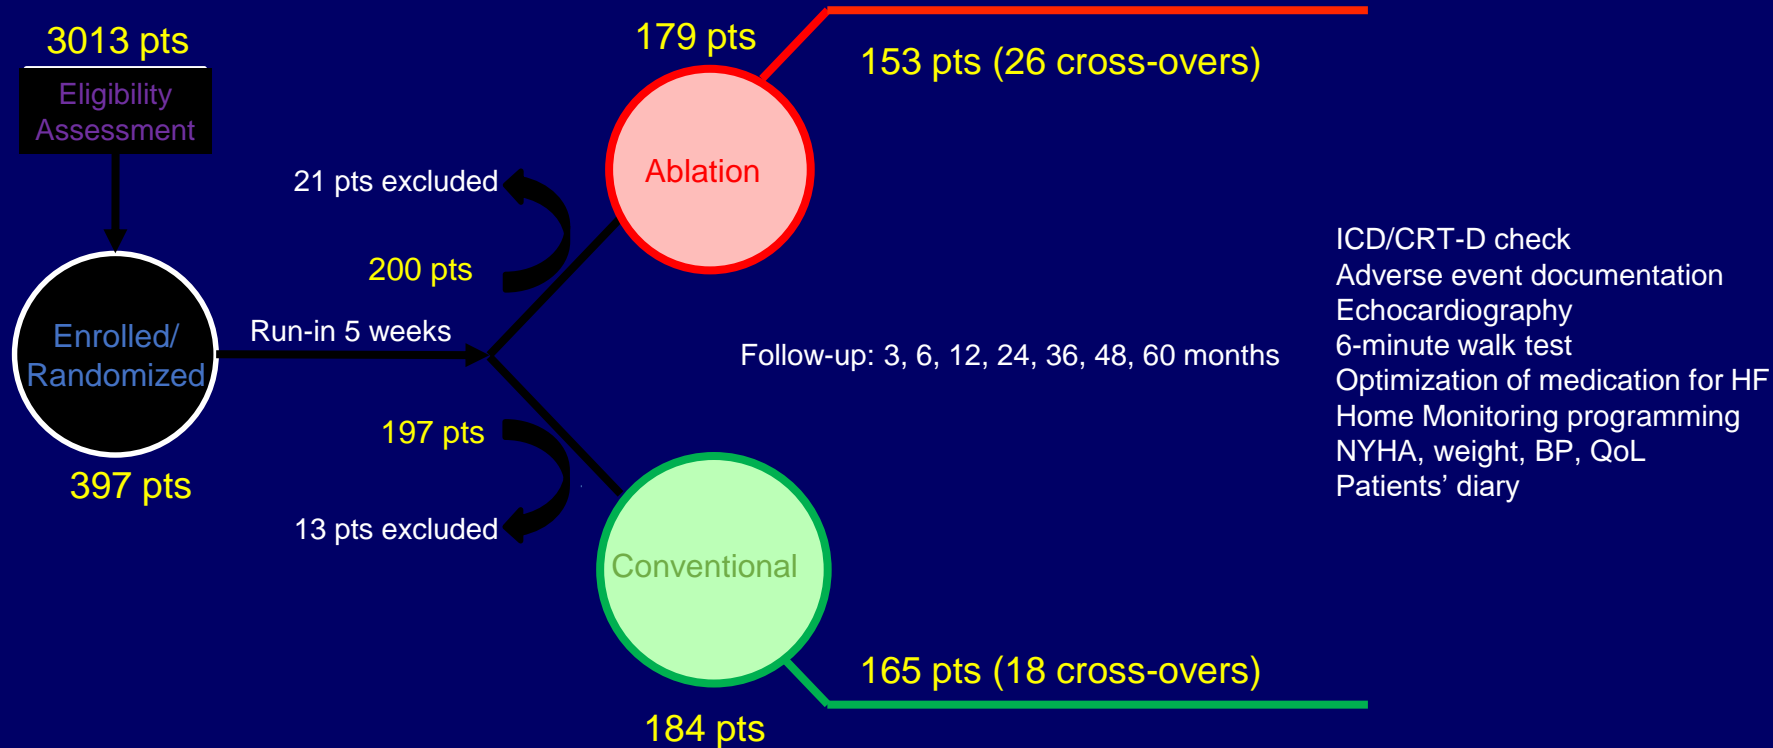 3013 pts
Eligibility
Assessment
Enrolled/
Randomized
397 pts
Run-in 5 weeks
21 pts excluded
200 pts
197 pts
13 pts excluded
179 pts
Ablation
153 pts (26 cross-overs)
Follow-up: 3, 6, 12, 24, 36, 48, 60 months
Conventional
184 pts
165 pts (18 cross-overs)
ICD/CRT-D check
Adverse event documentation
Echocardiography
6-minute walk test
Optimization of medication for HF
Home Monitoring programming
NYHA, weight, BP, QoL
Patients’ diary